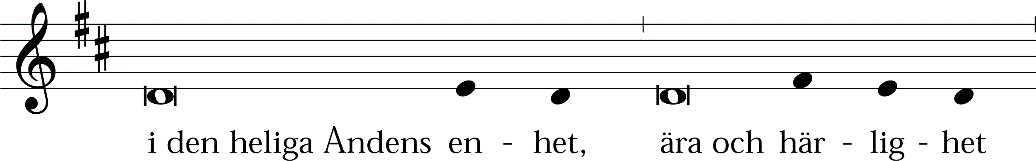 i den heliga Andens en - het, ära och här - lig - het